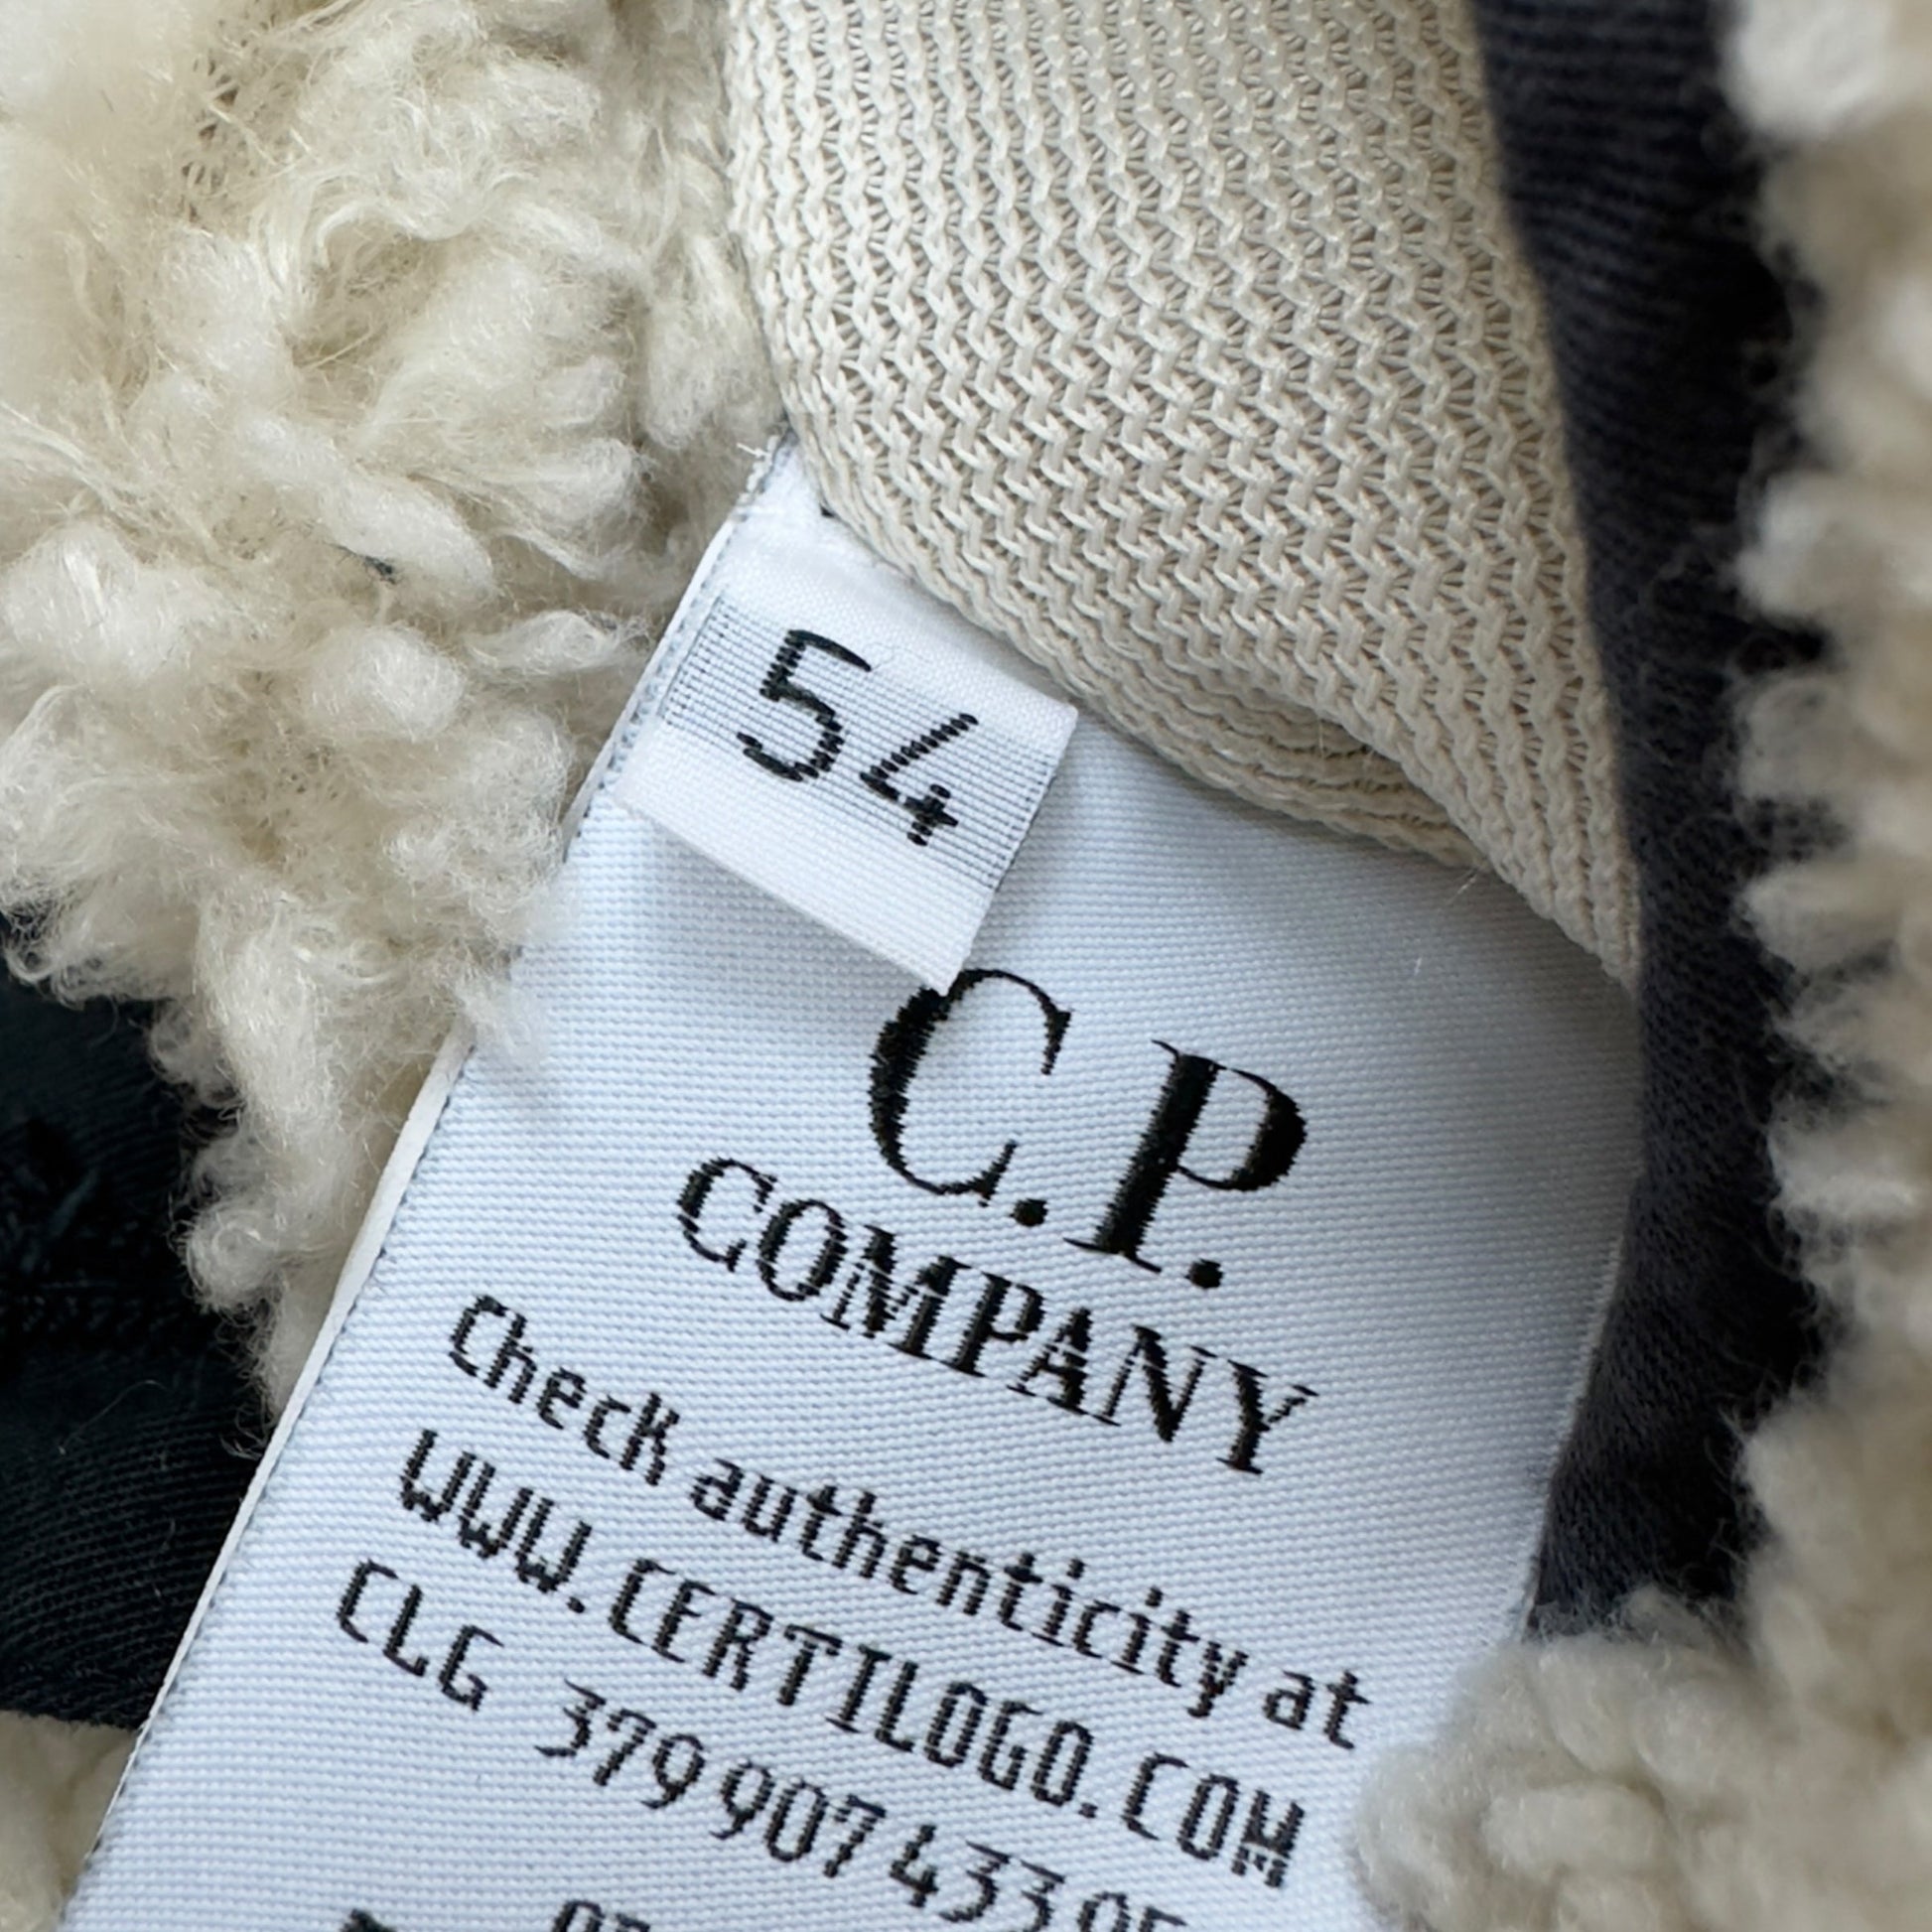 54
C.P.
COMPANY
Check authenticity at
WWW.CERTILOGO.COM
CLG 379 907 433